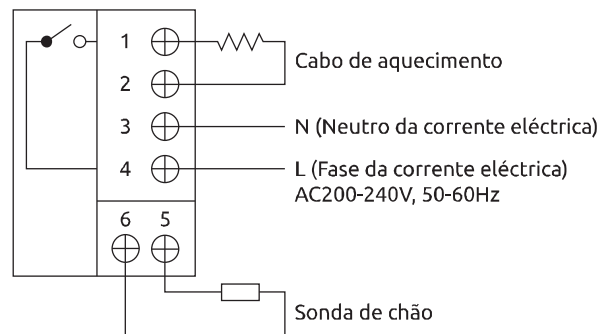 1
Cabo de aquecimento
2
3 N (Neutro da corrente eléctrica)
4 L (Fase da corrente eléctrica)
AC200-240V, 50-60Hz
6 5
Sonda de chão